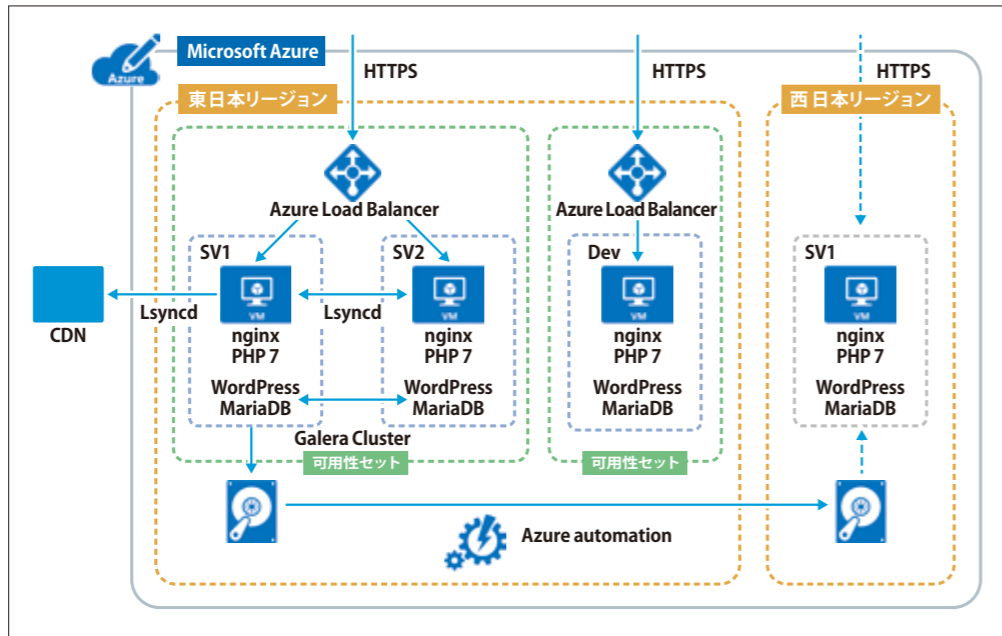 Microsoft Azure
Azure
HTTPS
HTTPS
HTTPS
東日本リージョン
西日本リージョン
Azure Load Balancer
Azure Load Balancer
SV1
SV2
Dev
SV1
VM
VM
VM
VM
CDN
Lsyncd
Lsyncd
nginx
PHP 7
nginx
PHP 7
nginx
PHP 7
nginx
PHP 7
WordPress
MariaDB
WordPress
MariaDB
WordPress
MariaDB
WordPress
MariaDB
Galera Cluster
可用性セット
可用性セット
Azure automation